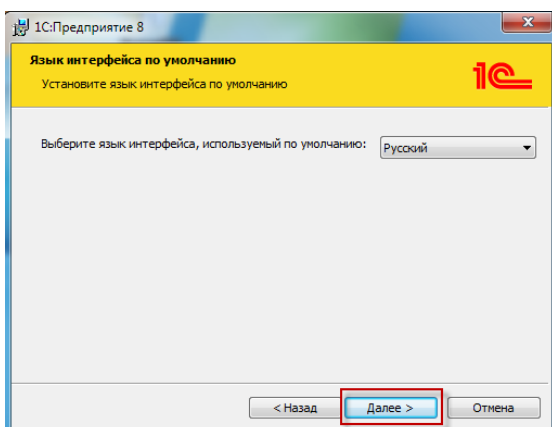 1С:Предприятие 8
Язык интерфейса по умолчанию
Установите язык интерфейса по умолчанию
1С
Выберите язык интерфейса, используемый по умолчанию: Русский
< Назад Далее > Отмена